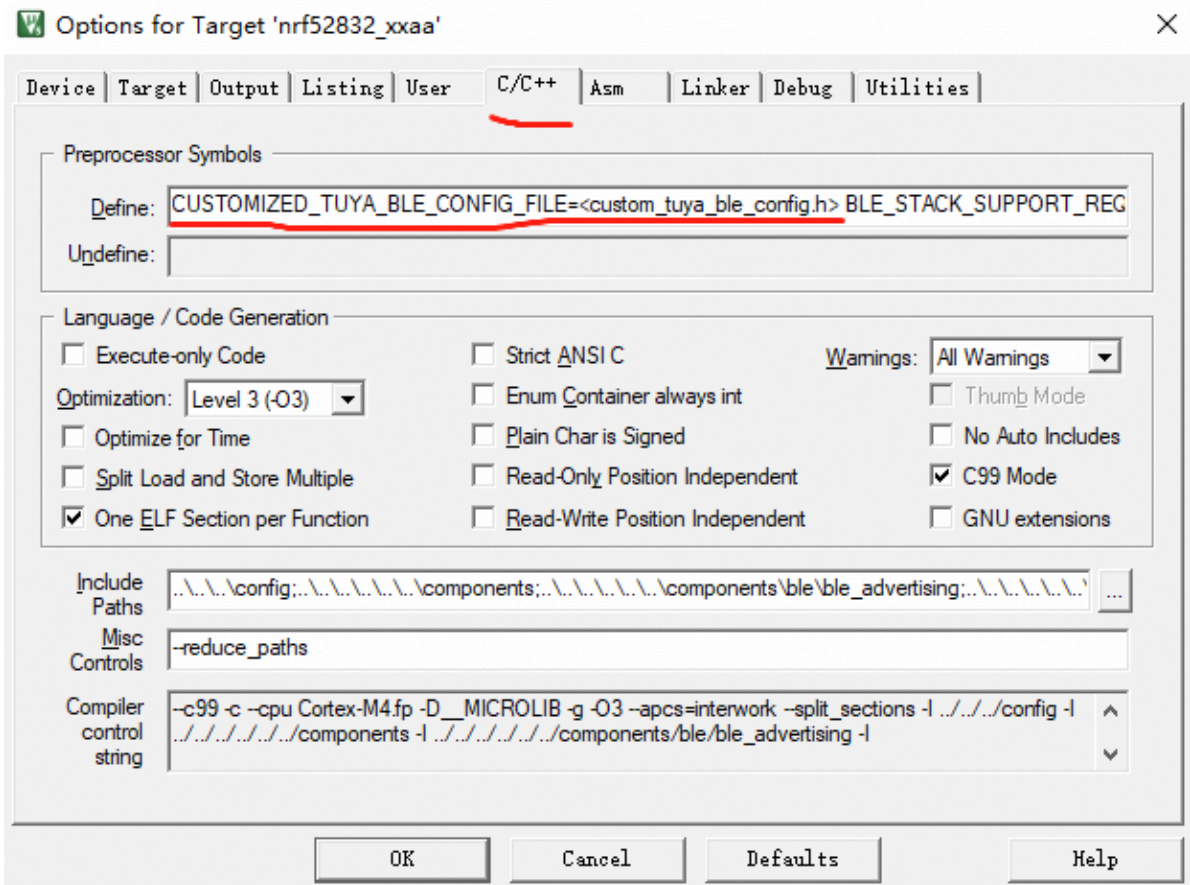 Options for Target 'nrf52832_xxaa'
Device Target Output Listing User C/C++ Asm Linker Debug Utilities
Preprocessor Symbols
Define: CUSTOMIZED_TUYA_BLE_CONFIG_FILE=<custom_tuya_ble_config.h> BLE_STACK_SUPPORT_REQ
Undefine:
Language / Code Generation
Execute-only Code Strict ANSI C Warnings: All Warnings
Optimization: Level 3 (-O3) Enum Container always int Thumb Mode
Optimize for Time Plain Char is Signed No Auto Includes
Split Load and Store Multiple Read-Only Position Independent C99 Mode
One ELF Section per Function Read-Write Position Independent GNU extensions
Include Paths ..\..\..\config;..\..\..\..\..\..\components;..\..\..\..\..\..\components\ble\ble_advertising;..\..\..\..\..\..\ ...
Misc Controls --reduce_paths
Compiler control string --c99 -c --cpu Cortex-M4.fp -D__MICROLIB -g -O3 --apcs=interwork --split_sections -I ../../../config -I
../../../../../../components -I ../../../../../../components/ble/ble_advertising -I
OK Cancel Defaults Help